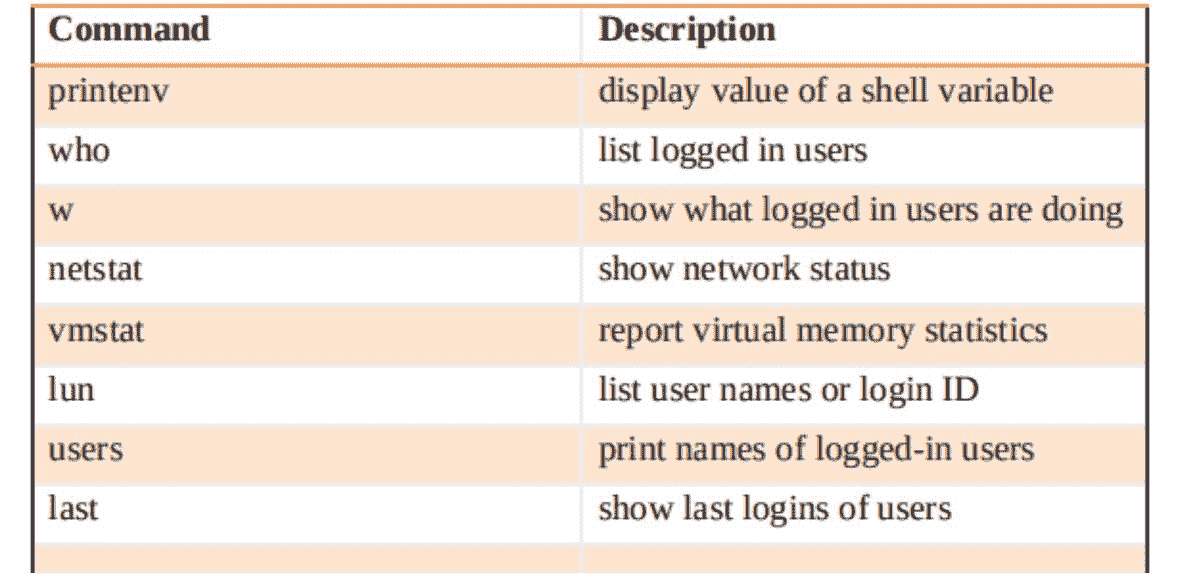 Command Description
printenv display value of a shell variable
who list logged in users
w show what logged in users are doing
netstat show network status
vmstat report virtual memory statistics
lun list user names or login ID
users print names of logged-in users
last show last logins of users